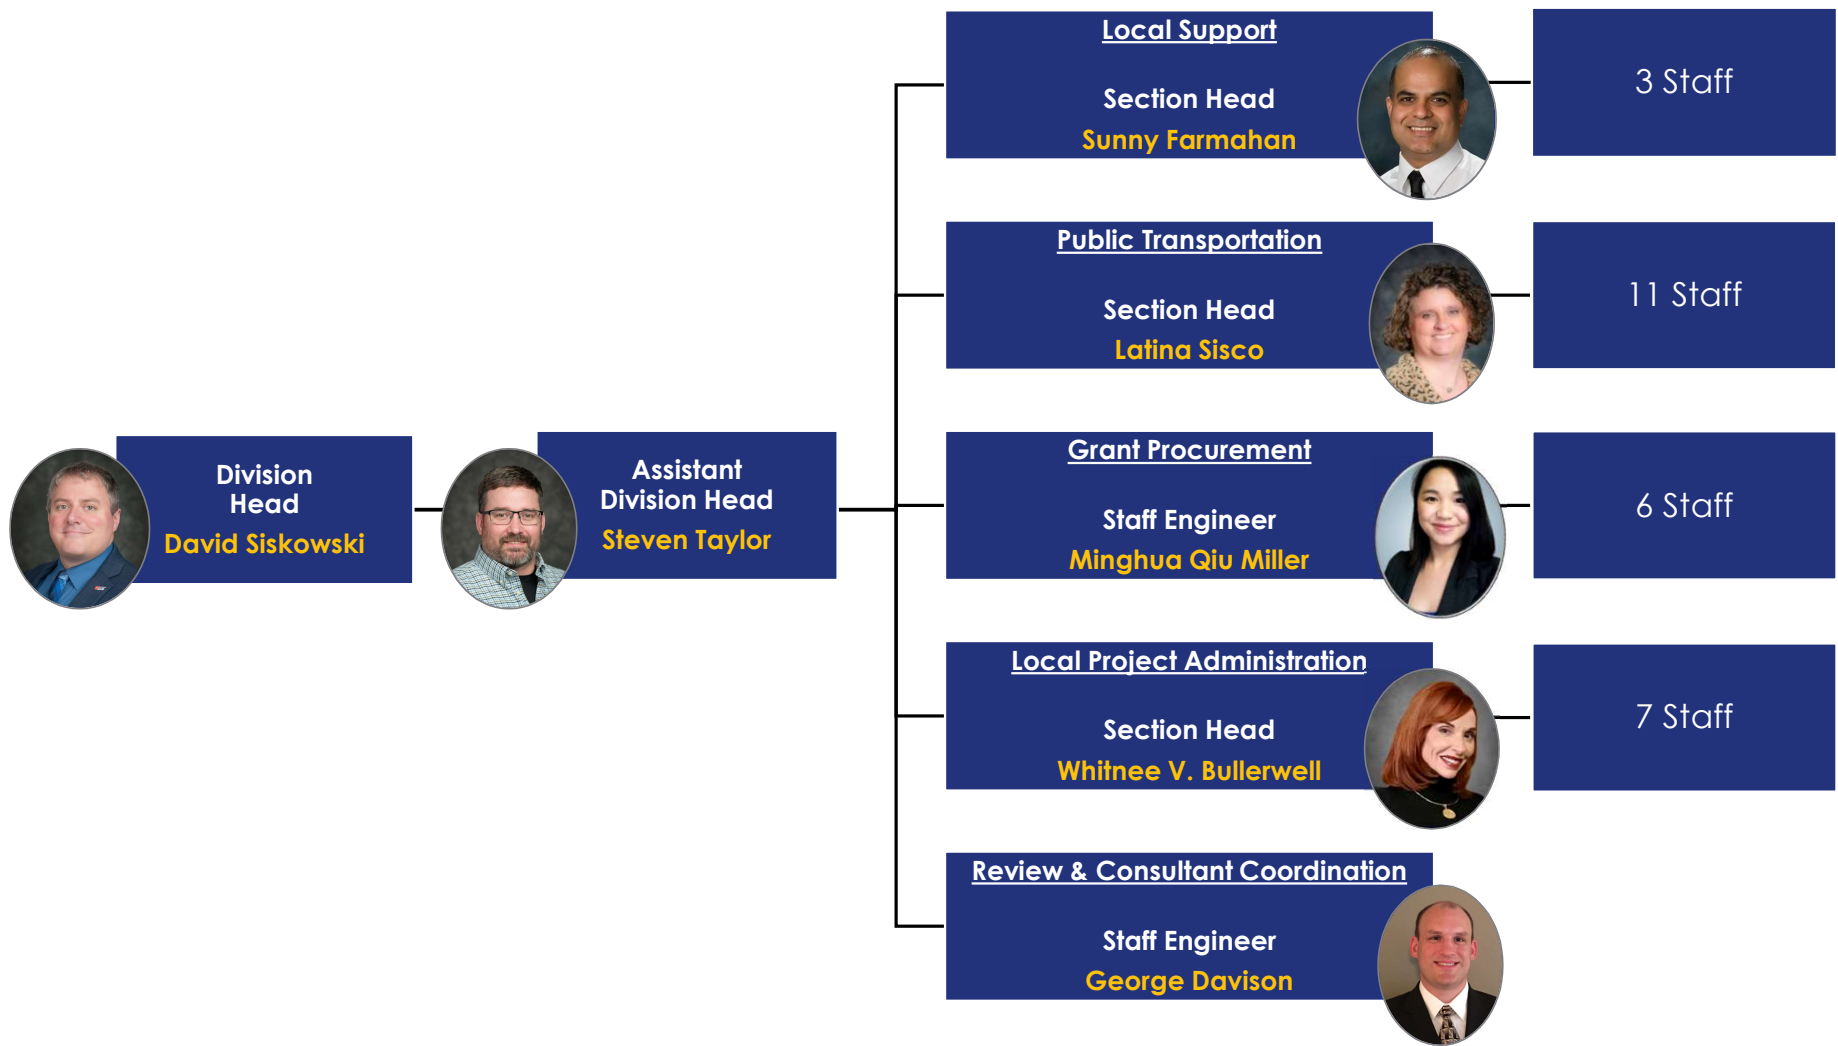 Division
Head
David Siskowski
Assistant
Division Head
Steven Taylor
Local Support
Section Head
Sunny Farmahan
3 Staff
Public Transportation
Section Head
Latina Sisco
11 Staff
Grant Procurement
Staff Engineer
Minghua Qiu Miller
6 Staff
Local Project Administration
Section Head
Whitnee V. Bullerwell
7 Staff
Review & Consultant Coordination
Staff Engineer
George Davison